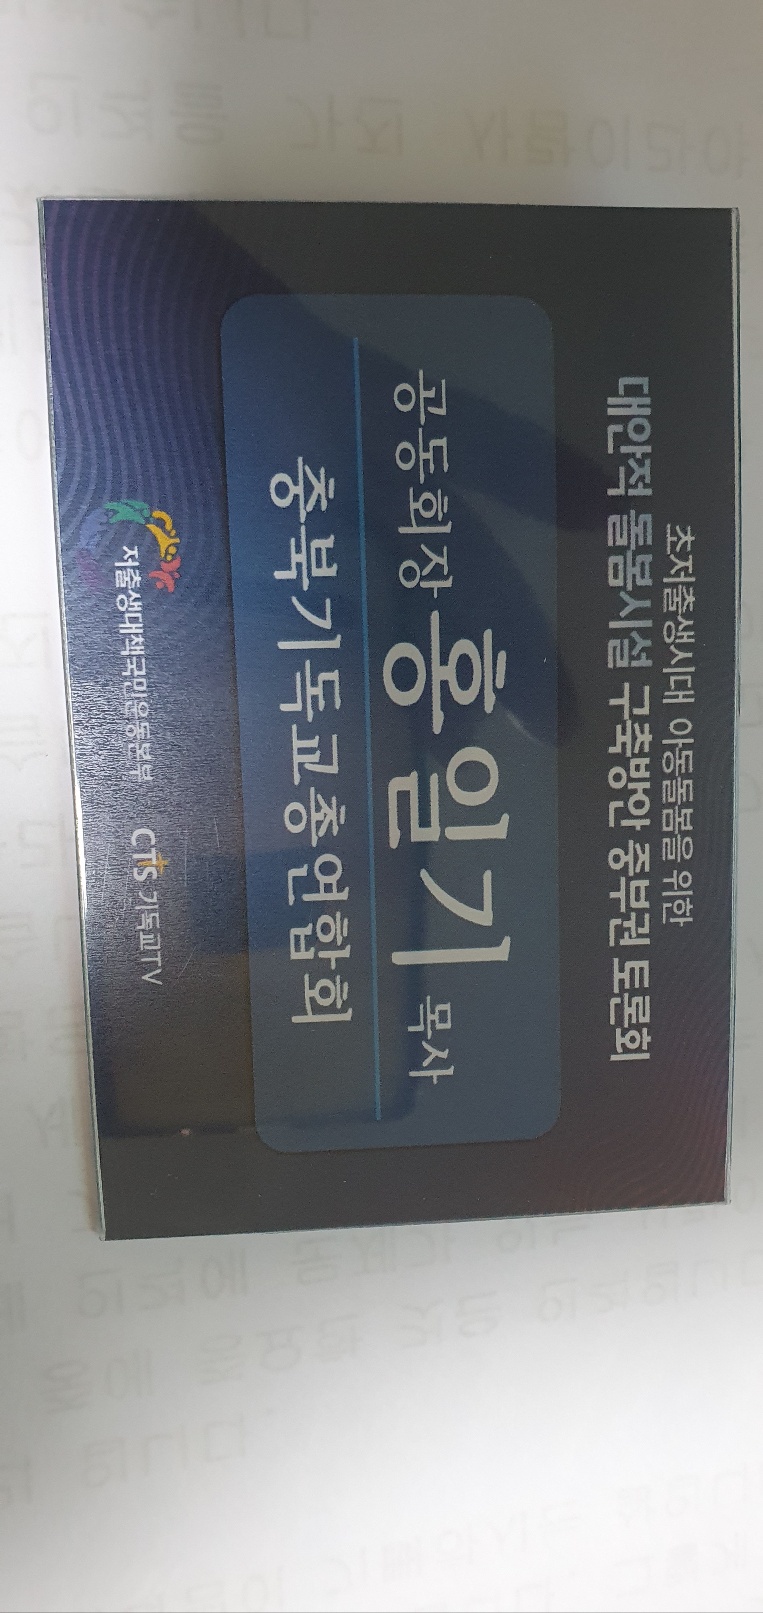 초저출생시대 아동돌봄을 위한
대안적 돌봄시설 구축방안 중부권 토론회
공동회장 홍일기 목사
충북기독교총연합회
저출생대책국민운동본부 CTS 기독교TV